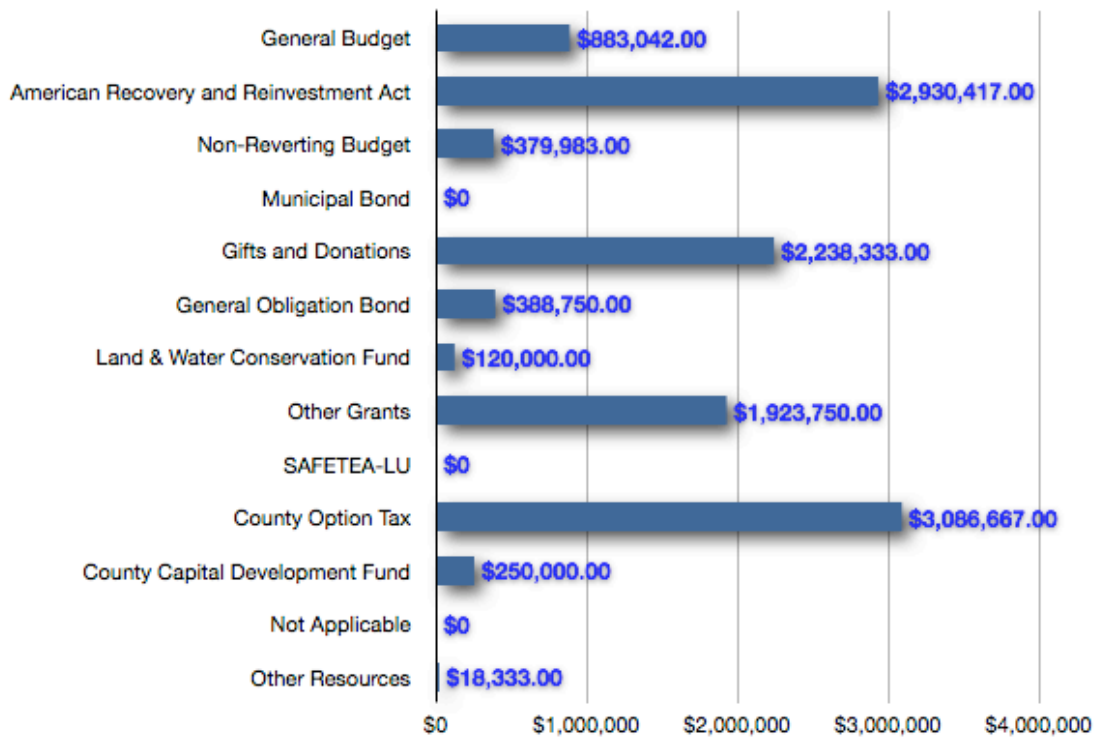 General Budget $883,042.00
American Recovery and Reinvestment Act $2,930,417.00
Non-Reverting Budget $379,983.00
Municipal Bond $0
Gifts and Donations $2,238,333.00
General Obligation Bond $388,750.00
Land & Water Conservation Fund $120,000.00
Other Grants $1,923,750.00
SAFETEA-LU $0
County Option Tax $3,086,667.00
County Capital Development Fund $250,000.00
Not Applicable $0
Other Resources $18,333.00
$0 $1,000,000 $2,000,000 $3,000,000 $4,000,000